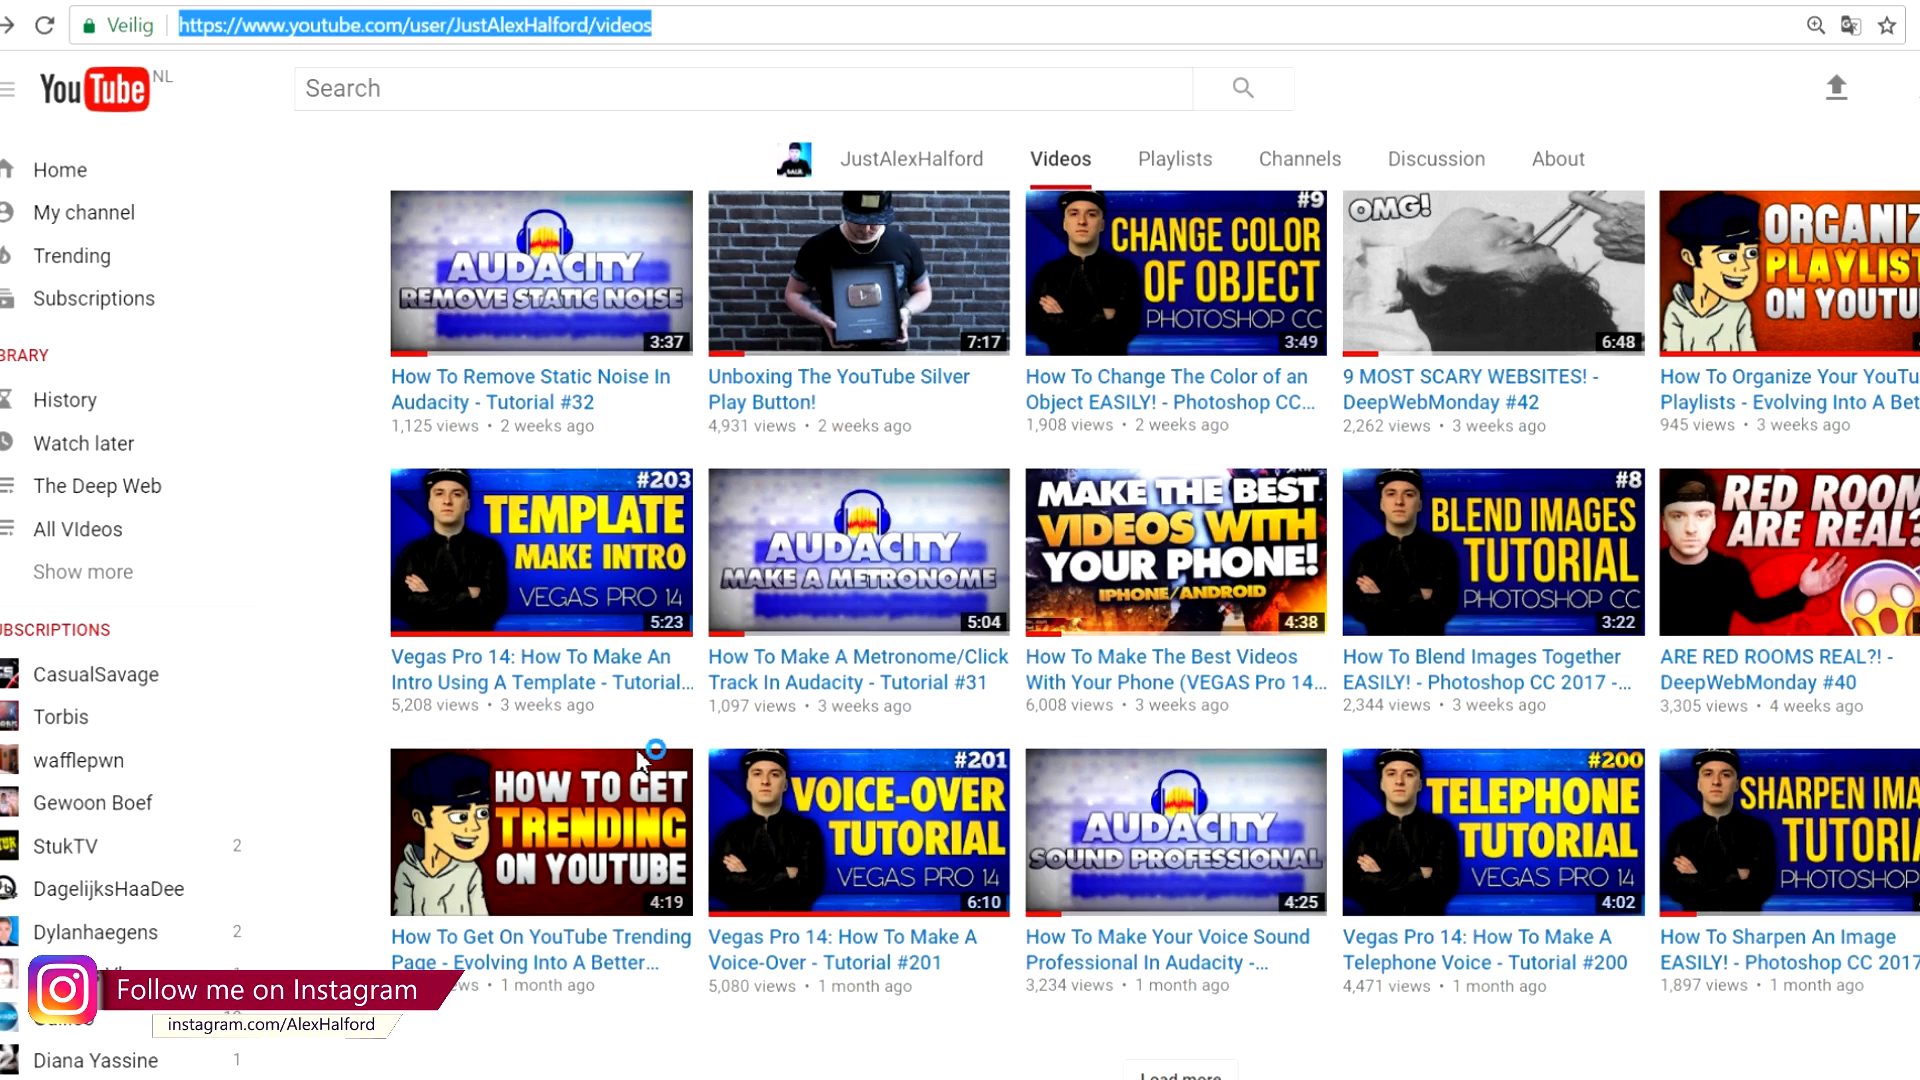 Veilig
https://www.youtube.com/user/JustAlexHalford/videos
YouTube NL
Search
JustAlexHalford Videos Playlists Channels Discussion About
Home
My channel
Trending
Subscriptions
BRARY
History
Watch later
The Deep Web
All VIdeos
Show more
BSCRIPTIONS
CasualSavage
Torbis
wafflepwn
Gewoon Boef
StukTV 2
DagelijksHaaDee
Dylanhaegens 2
Diana Yassine 1
AUDACITY
REMOVE STATIC NOISE
3:37
How To Remove Static Noise In
Audacity - Tutorial #32
1,125 views • 2 weeks ago
7:17
Unboxing The YouTube Silver
Play Button!
4,931 views • 2 weeks ago
#9
CHANGE COLOR
OF OBJECT
PHOTOSHOP CC
3:49
How To Change The Color of an
Object EASILY! - Photoshop CC...
1,908 views • 2 weeks ago
OMG!
6:48
9 MOST SCARY WEBSITES! -
DeepWebMonday #42
2,262 views • 3 weeks ago
ORGANIZ
PLAYLIST
ON YOUTU
How To Organize Your YouTu
Playlists - Evolving Into A Bet
945 views • 3 weeks ago
#203
TEMPLATE
MAKE INTRO
VEGAS PRO 14
5:23
Vegas Pro 14: How To Make An
Intro Using A Template - Tutorial...
5,208 views • 3 weeks ago
AUDACITY
MAKE A METRONOME
5:04
How To Make A Metronome/Click
Track In Audacity - Tutorial #31
1,097 views • 3 weeks ago
MAKE THE BEST
VIDEOS WITH
YOUR PHONE!
IPHONE/ANDROID
4:38
How To Make The Best Videos
With Your Phone (VEGAS Pro 14...
6,008 views • 3 weeks ago
#8
BLEND IMAGES
TUTORIAL
PHOTOSHOP CC
3:22
How To Blend Images Together
EASILY! - Photoshop CC 2017 -...
2,344 views • 3 weeks ago
RED ROOM
ARE REAL?
ARE RED ROOMS REAL?! -
DeepWebMonday #40
3,305 views • 4 weeks ago
HOW TO GET
TRENDING
ON YOUTUBE
4:19
How To Get On YouTube Trending
Page - Evolving Into A Better...
ws • 1 month ago
#201
VOICE-OVER
TUTORIAL
VEGAS PRO 14
6:10
Vegas Pro 14: How To Make A
Voice-Over - Tutorial #201
5,080 views • 1 month ago
AUDACITY
SOUND PROFESSIONAL
4:25
How To Make Your Voice Sound
Professional In Audacity -...
3,234 views • 1 month ago
#200
TELEPHONE
TUTORIAL
VEGAS PRO 14
4:02
Vegas Pro 14: How To Make A
Telephone Voice - Tutorial #200
4,471 views • 1 month ago
SHARPEN IMA
TUTORIA
PHOTOSHOP
How To Sharpen An Image
EASILY! - Photoshop CC 2017
1,897 views • 1 month ago
Follow me on Instagram
instagram.com/AlexHalford
Load more